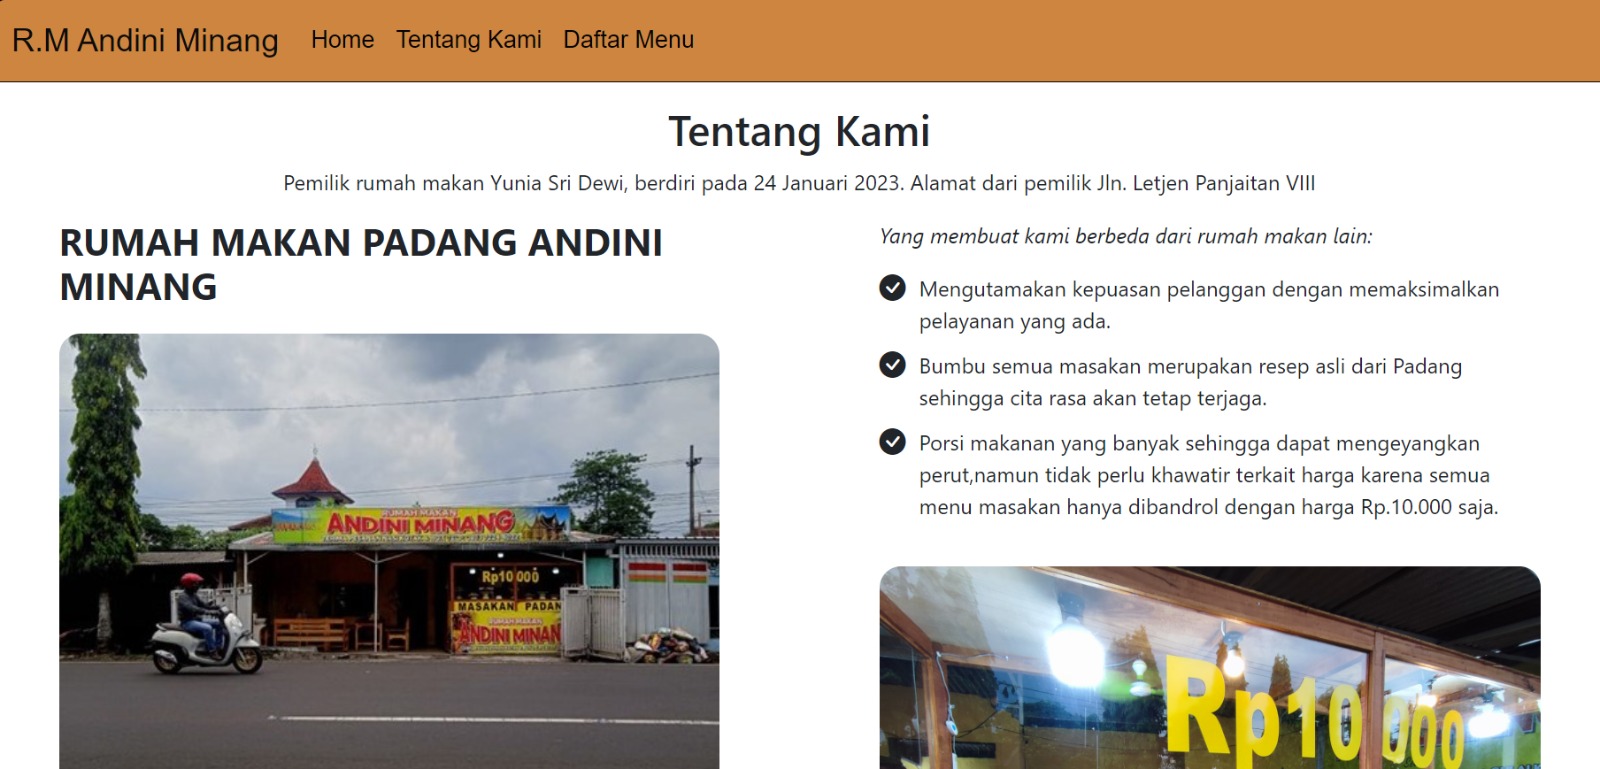 R.M Andini Minang Home Tentang Kami Daftar Menu
Tentang Kami
Pemilik rumah makan Yunia Sri Dewi, berdiri pada 24 Januari 2023. Alamat dari pemilik Jln. Letjen Panjaitan VIII
RUMAH MAKAN PADANG ANDINI
MINANG
RUMAH MAKAN
ANDINI MINANG
Rp10000
MASAKAN PADAN
RUMAH MAKAN
ANDINI MINAN
Yang membuat kami berbeda dari rumah makan lain:
Mengutamakan kepuasan pelanggan dengan memaksimalkan
pelayanan yang ada.
Bumbu semua masakan merupakan resep asli dari Padang
sehingga cita rasa akan tetap terjaga.
Porsi makanan yang banyak sehingga dapat mengeyangkan
perut,namun tidak perlu khawatir terkait harga karena semua
menu masakan hanya dibandrol dengan harga Rp.10.000 saja.
Rp10 000